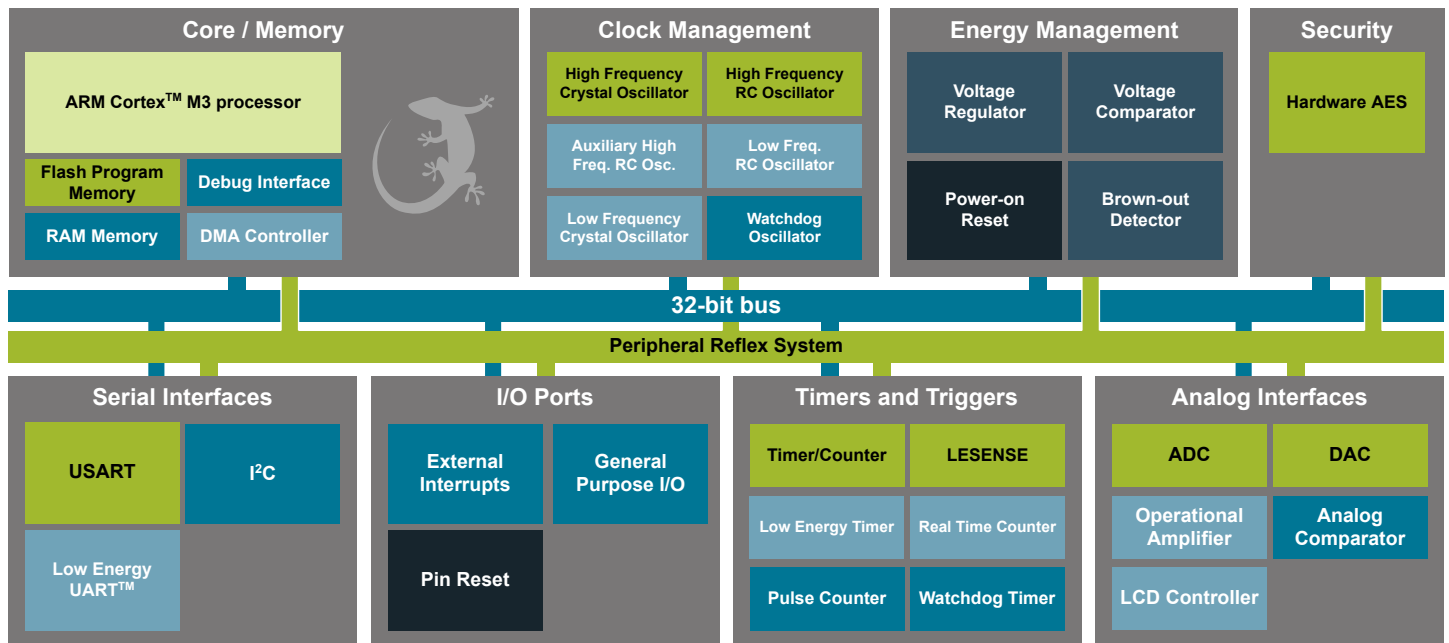 Core / Memory
ARM Cortex™ M3 processor
Flash Program
Memory
Debug Interface
RAM Memory
DMA Controller
Clock Management
High Frequency
Crystal Oscillator
High Frequency
RC Oscillator
Auxiliary High
Freq. RC Osc.
Low Freq.
RC Oscillator
Low Frequency
Crystal Oscillator
Watchdog
Oscillator
Energy Management
Voltage
Regulator
Voltage
Comparator
Power-on
Reset
Brown-out
Detector
Security
Hardware AES
32-bit bus
Peripheral Reflex System
Serial Interfaces
USART
I²C
Low Energy
UART™
I/O Ports
External
Interrupts
General
Purpose I/O
Pin Reset
Timers and Triggers
Timer/Counter
LESENSE
Low Energy Timer
Real Time Counter
Pulse Counter
Watchdog Timer
Analog Interfaces
ADC
DAC
Operational
Amplifier
Analog
Comparator
LCD Controller